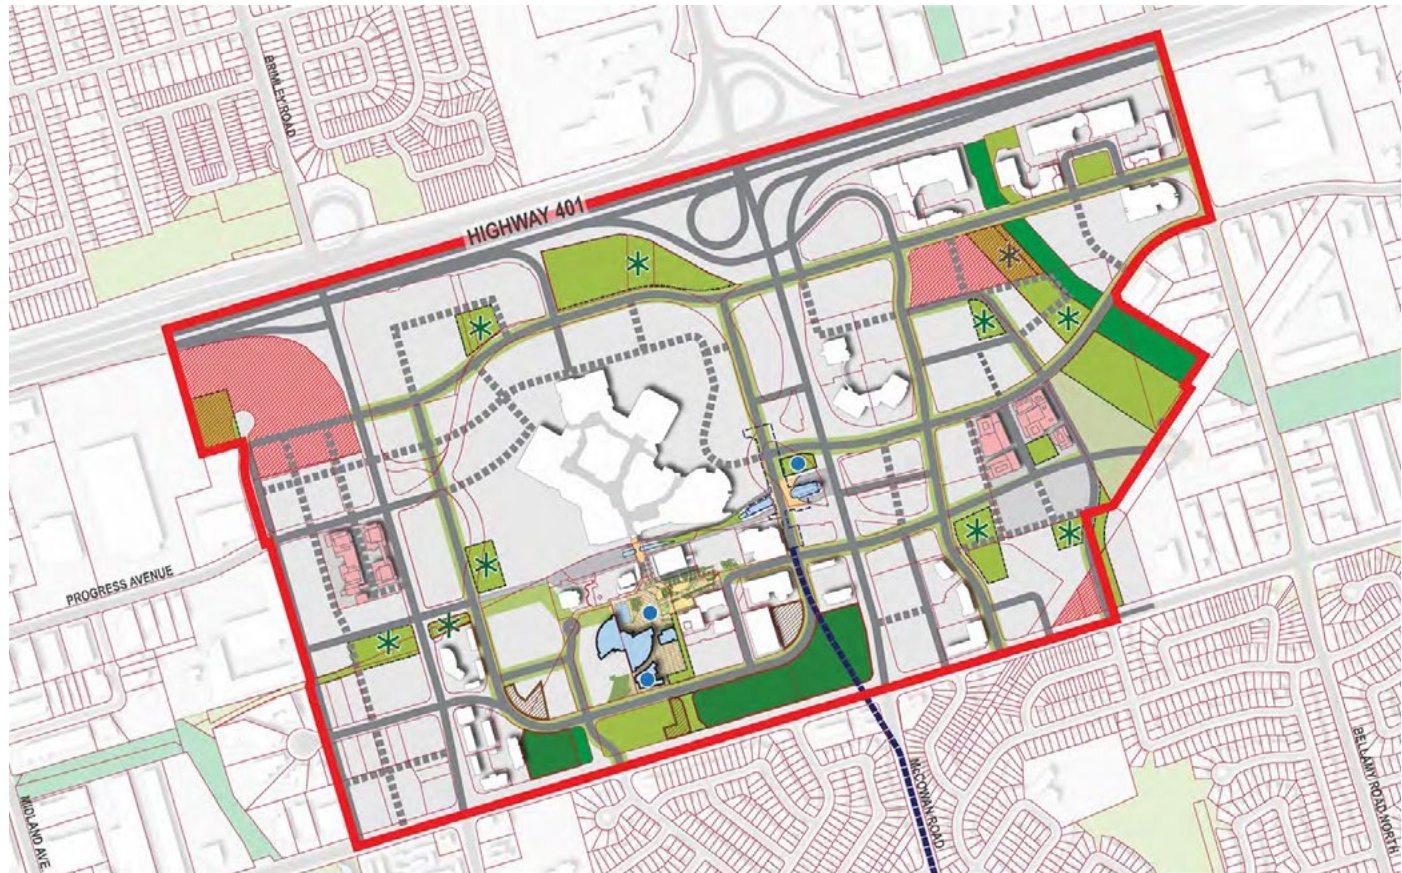 BRIMLEY ROAD
HIGHWAY 401
PROGRESS AVENUE
MIDLAND AVE.
McCOWAN ROAD
BELLAMY ROAD NORTH